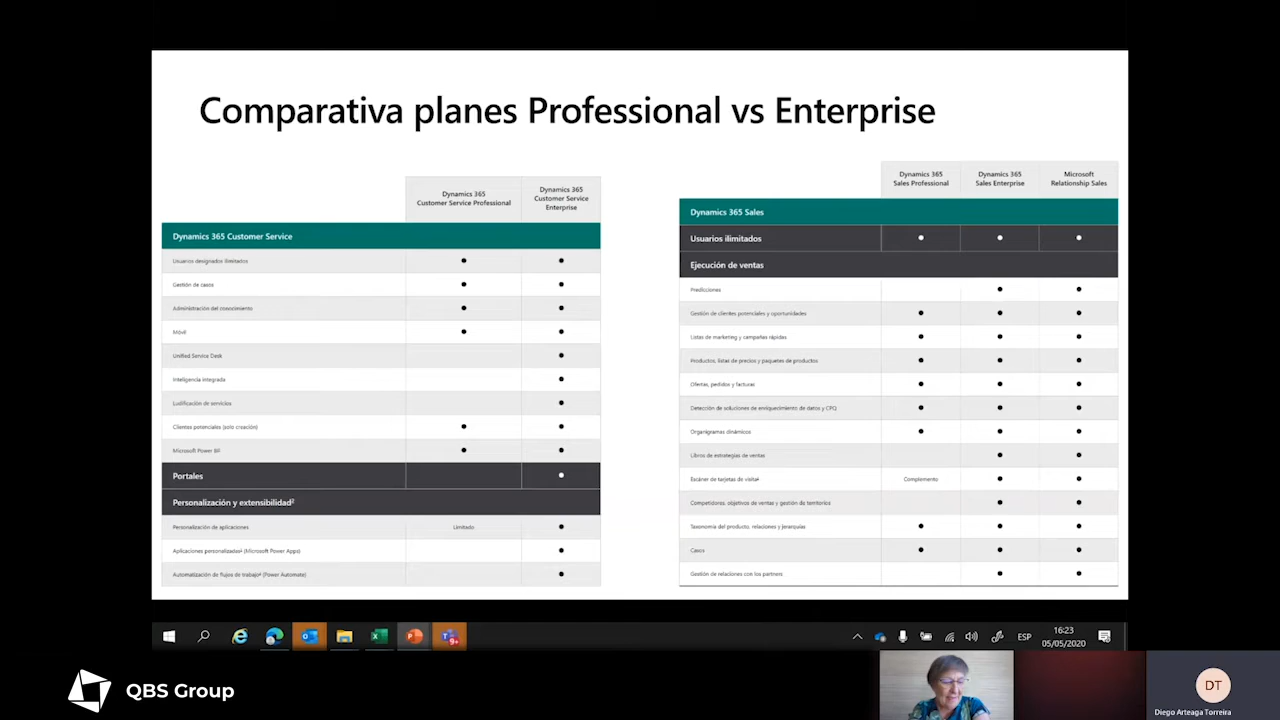 Comparativa planes Professional vs Enterprise
Dynamics 365
Customer Service Professional
Dynamics 365
Customer Service
Enterprise
Dynamics 365 Customer Service
Usuarios designados ilimitados
Gestión de casos
Administración del conocimiento
Móvil
Unified Service Desk
Inteligencia integrada
Ludificación de servicios
Clientes potenciales (solo creación)
Microsoft Power BI²
Portales
Personalización y extensibilidad²
Personalización de aplicaciones
Limitado
Aplicaciones personalizadas² (Microsoft Power Apps)
Automatización de flujos de trabajo⁴ (Power Automate)
Dynamics 365
Sales Professional
Dynamics 365
Sales Enterprise
Microsoft
Relationship Sales
Dynamics 365 Sales
Usuarios ilimitados
Ejecución de ventas
Predicciones
Gestión de clientes potenciales y oportunidades
Listas de marketing y campañas rápidas
Productos, listas de precios y paquetes de productos
Ofertas, pedidos y facturas
Detección de soluciones de enriquecimiento de datos y CPQ
Organigramas dinámicos
Libros de estrategias de ventas
Escáner de tarjetas de visita²
Complemento
Competidores, objetivos de ventas y gestión de territorios
Taxonomía del producto, relaciones y jerarquías
Casos
Gestión de relaciones con los partners
9+
ESP
16:23
05/05/2020
QBS Group
DT
Diego Arteaga Torreira